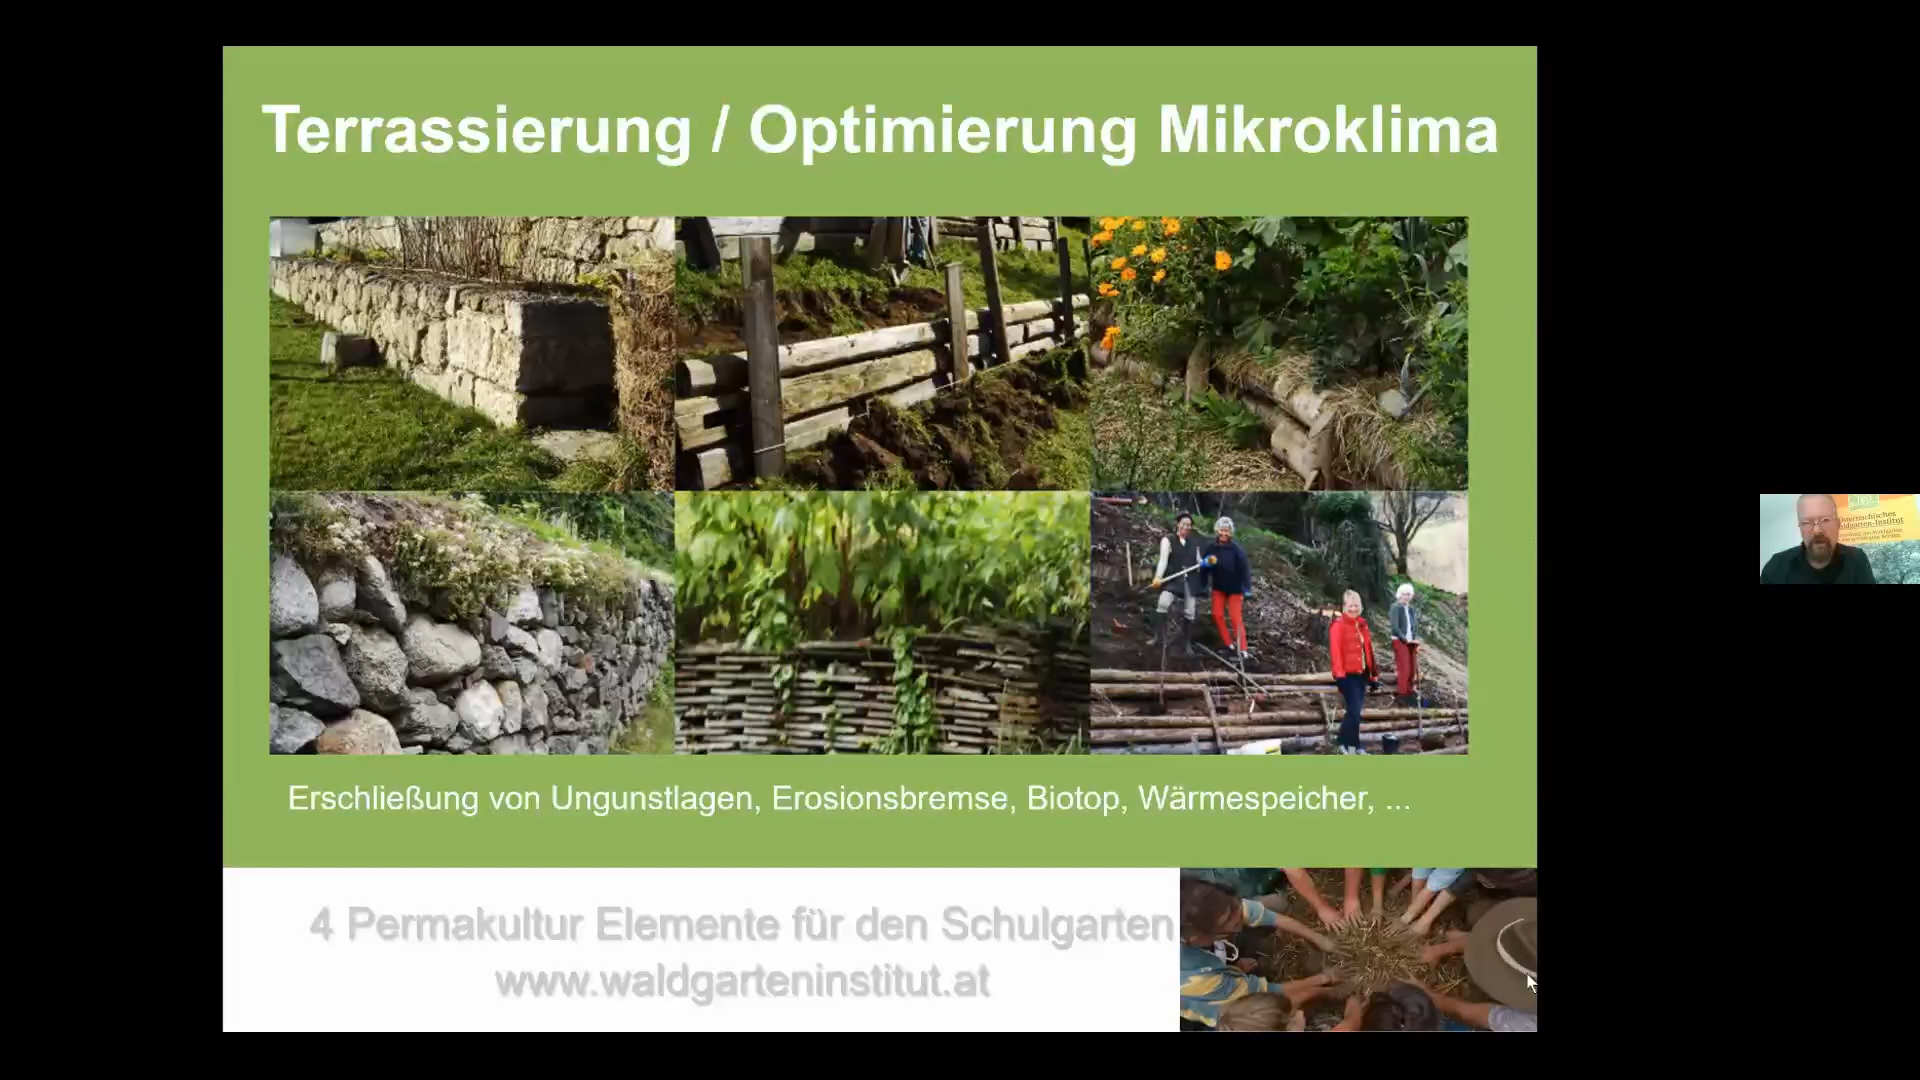 Terrassierung / Optimierung Mikroklima
Erschließung von Ungunstlagen, Erosionsbremse, Biotop, Wärmespeicher, ...
4 Permakultur Elemente für den Schulgarten
www.waldgarteninstitut.at